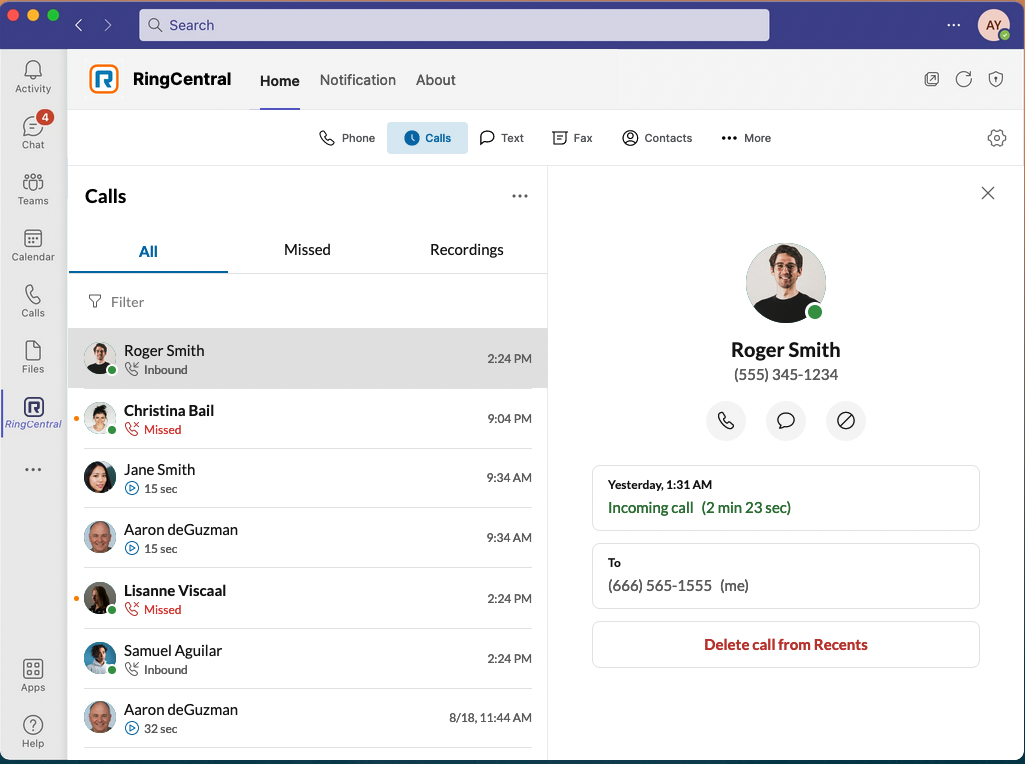 Search
AY
Activity
4
Chat
Teams
Calendar
Calls
Files
RingCentral
Apps
Help
RingCentral
Home
Notification
About
Phone
Calls
Text
Fax
Contacts
More
Calls
All
Missed
Recordings
Filter
Roger Smith
Inbound
2:24 PM
Christina Bail
Missed
9:04 PM
Jane Smith
15 sec
9:34 AM
Aaron deGuzman
15 sec
9:34 AM
Lisanne Viscaal
Missed
2:24 PM
Samuel Aguilar
Inbound
2:24 PM
Aaron deGuzman
32 sec
8/18, 11:44 AM
Roger Smith
(555) 345-1234
Yesterday, 1:31 AM
Incoming call (2 min 23 sec)
To
(666) 565-1555 (me)
Delete call from Recents